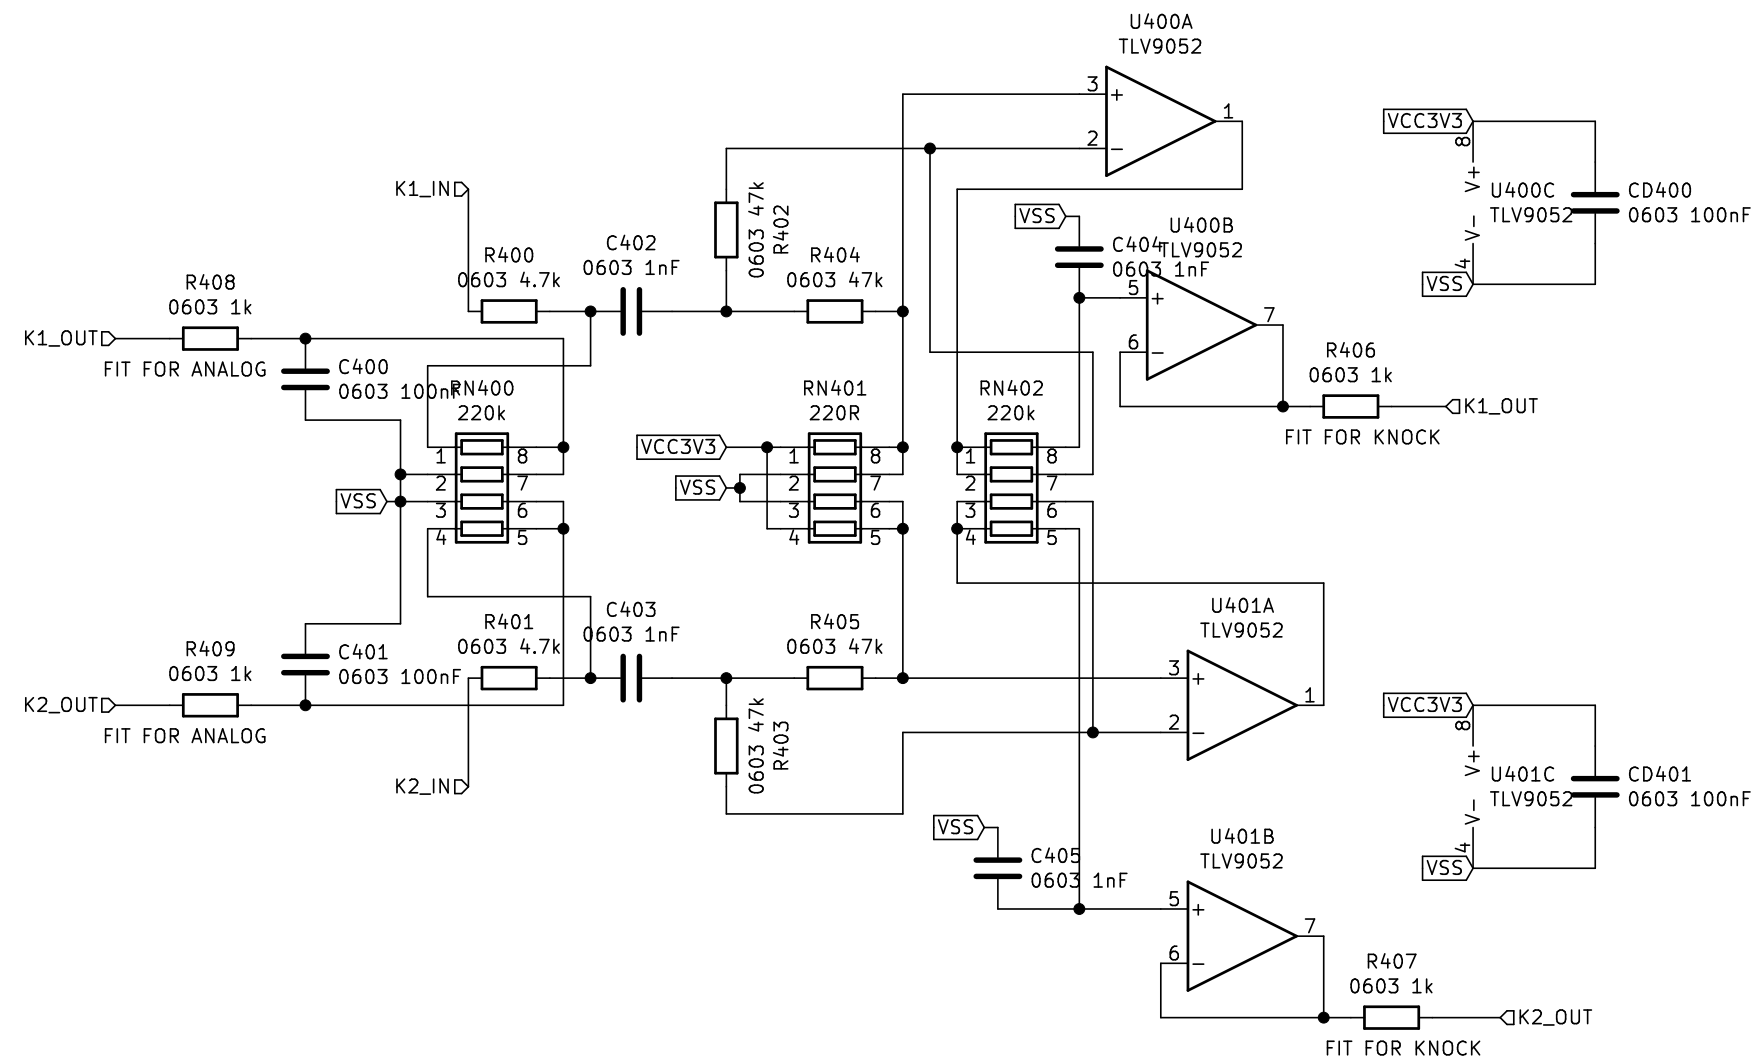 U400A
TLV9052
3
+
1
2
−
VCC3V3
8
V+
U400C
TLV9052
V−
4
VSS
CD400
0603 100nF
K1_IN
0603 47k
R402
VSS
C404
0603 1nF
U400B
TLV9052
5
+
7
6
−
R400
0603 4.7k
C402
0603 1nF
R404
0603 47k
R408
0603 1k
K1_OUT
FIT FOR ANALOG
C400
0603 100nF
R406
0603 1k
K1_OUT
FIT FOR KNOCK
RN400
220k
1
8
2
7
3
6
4
5
VSS
RN401
220R
VCC3V3
VSS
1
8
2
7
3
6
4
5
RN402
220k
1
8
2
7
3
6
4
5
R401
0603 4.7k
C403
0603 1nF
R405
0603 47k
U401A
TLV9052
3
+
1
2
−
R409
0603 1k
K2_OUT
FIT FOR ANALOG
C401
0603 100nF
K2_IN
0603 47k
R403
VCC3V3
8
V+
U401C
TLV9052
V−
4
VSS
CD401
0603 100nF
VSS
C405
0603 1nF
U401B
TLV9052
5
+
7
6
−
R407
0603 1k
K2_OUT
FIT FOR KNOCK